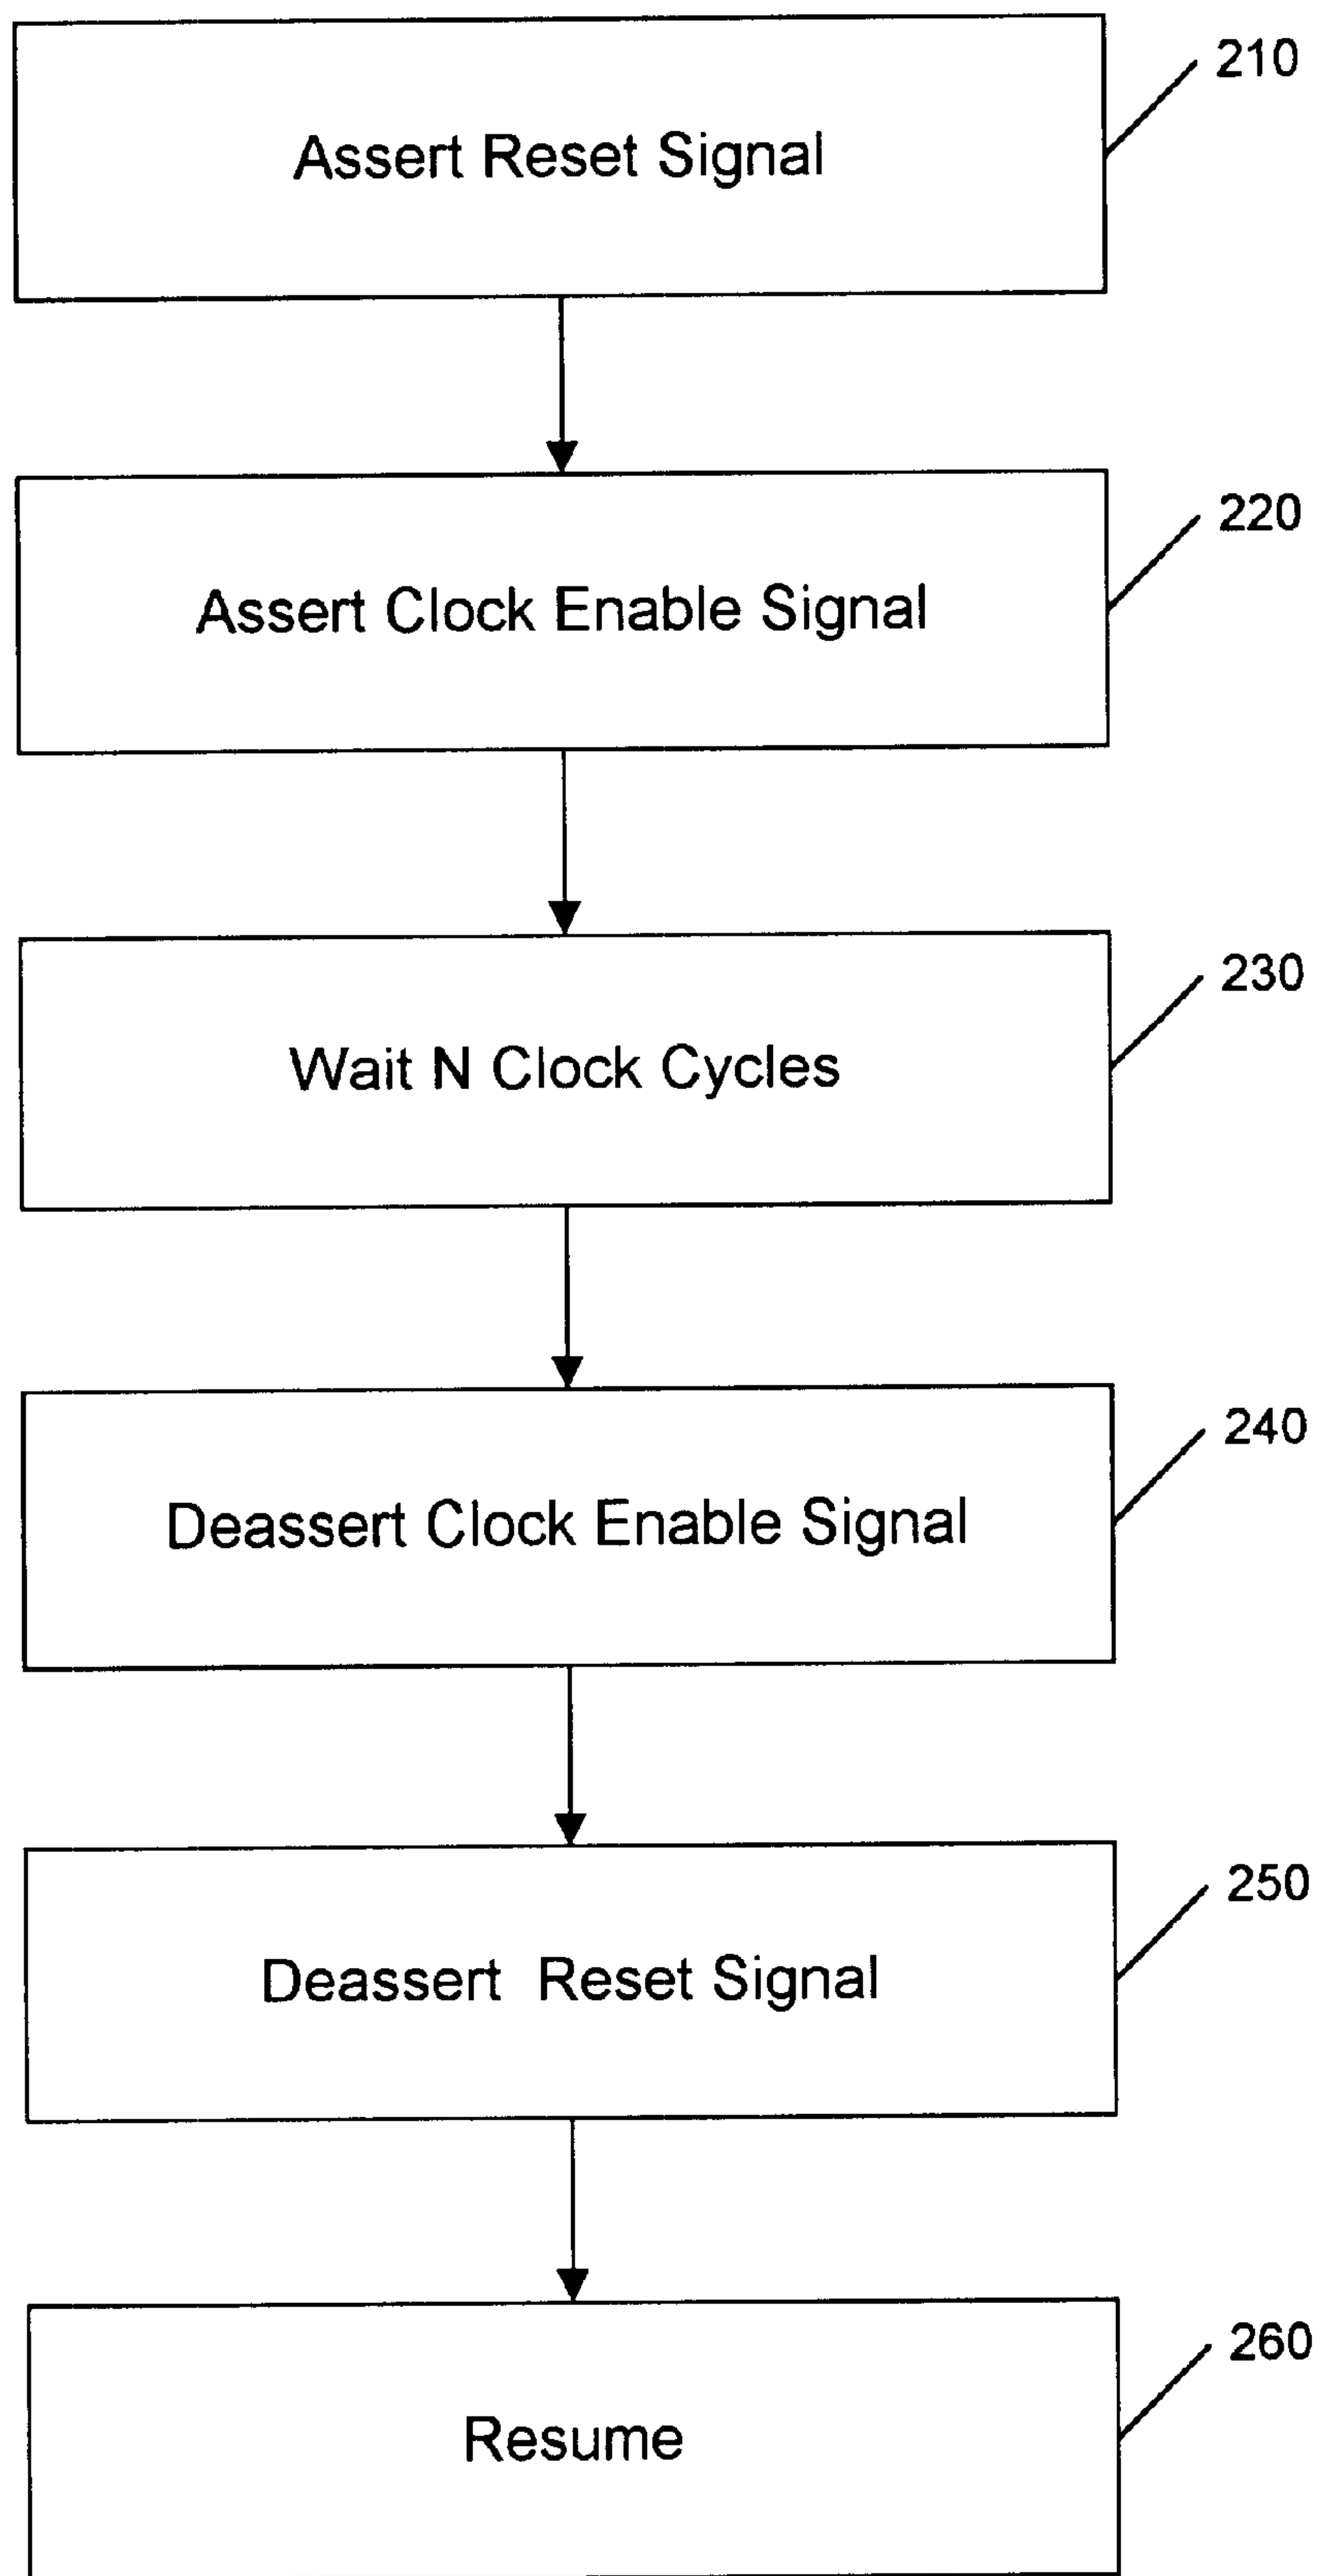 210
Assert Reset Signal
220
Assert Clock Enable Signal
230
Wait N Clock Cycles
240
Deassert Clock Enable Signal
250
Deassert Reset Signal
260
Resume